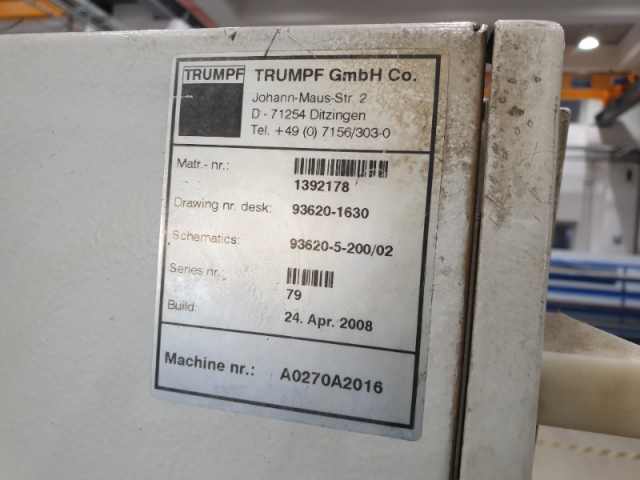 TRUMPF TRUMPF GmbH Co.
Johann-Maus-Str. 2
D - 71254 Ditzingen
Tel. +49 (0) 7156/303-0
Matr.- nr.:
1392178
Drawing nr. desk: 93620-1630
Schematics: 93620-5-200/02
Series nr.
79
Build: 24. Apr. 2008
Machine nr.: A0270A2016